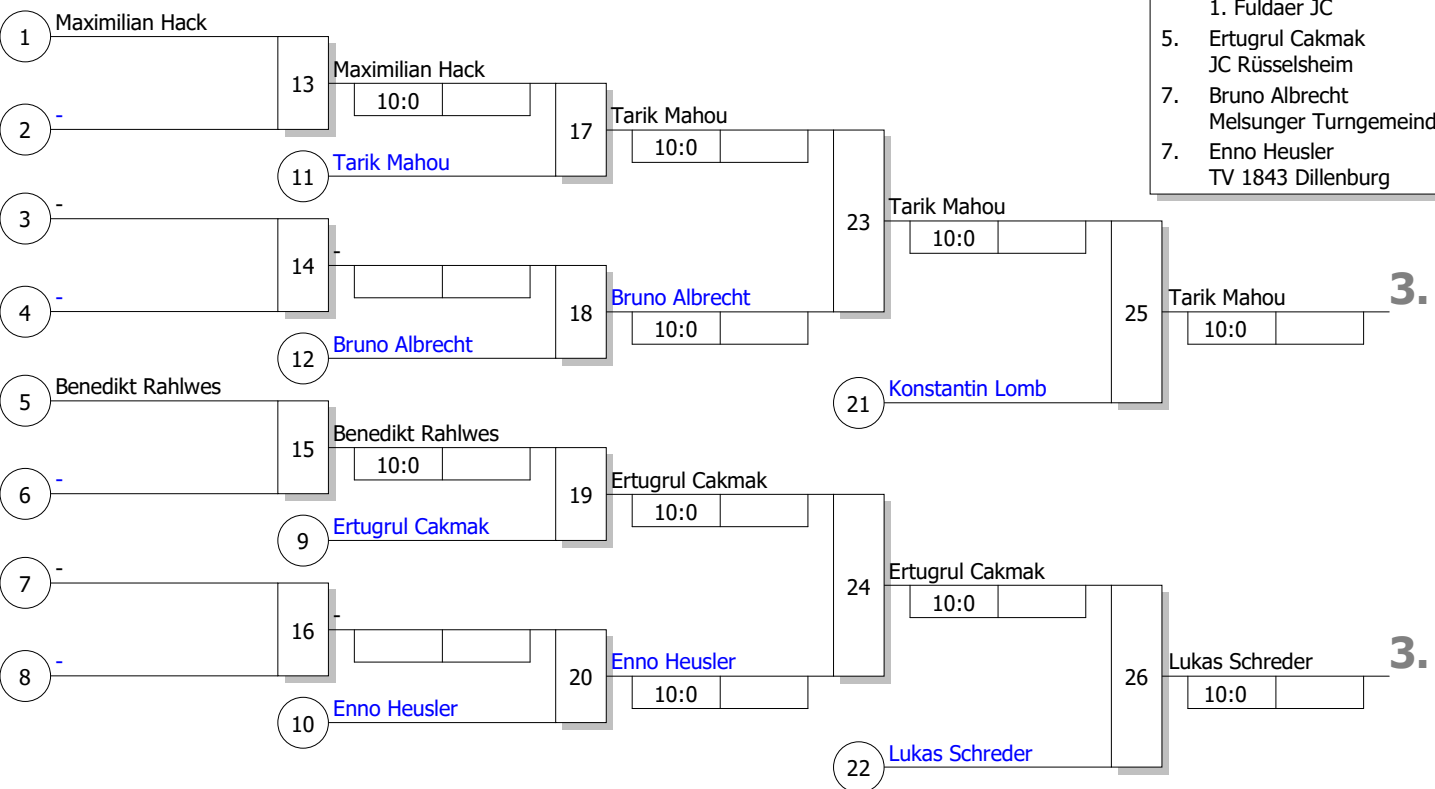 1. Fuldaer JC
5. Ertugrul Cakmak
JC Rüsselsheim
7. Bruno Albrecht
Melsunger Turngemeind
7. Enno Heusler
TV 1843 Dillenburg
1 Maximilian Hack
13 Maximilian Hack
10:0
2 -
17 Tarik Mahou
10:0
11 Tarik Mahou
3 -
23 Tarik Mahou
10:0
14 -
4 -
18 Bruno Albrecht
10:0
12 Bruno Albrecht
25 Tarik Mahou 3.
10:0
5 Benedikt Rahlwes
21 Konstantin Lomb
15 Benedikt Rahlwes
10:0
6 -
19 Ertugrul Cakmak
10:0
9 Ertugrul Cakmak
7 -
24 Ertugrul Cakmak
10:0
16 -
8 -
20 Enno Heusler
10:0
10 Enno Heusler
26 Lukas Schreder 3.
10:0
22 Lukas Schreder